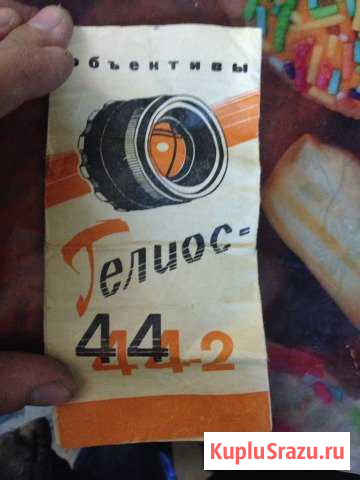 объективы
Гелиос-
44
44-2
KupluSrazu.ru